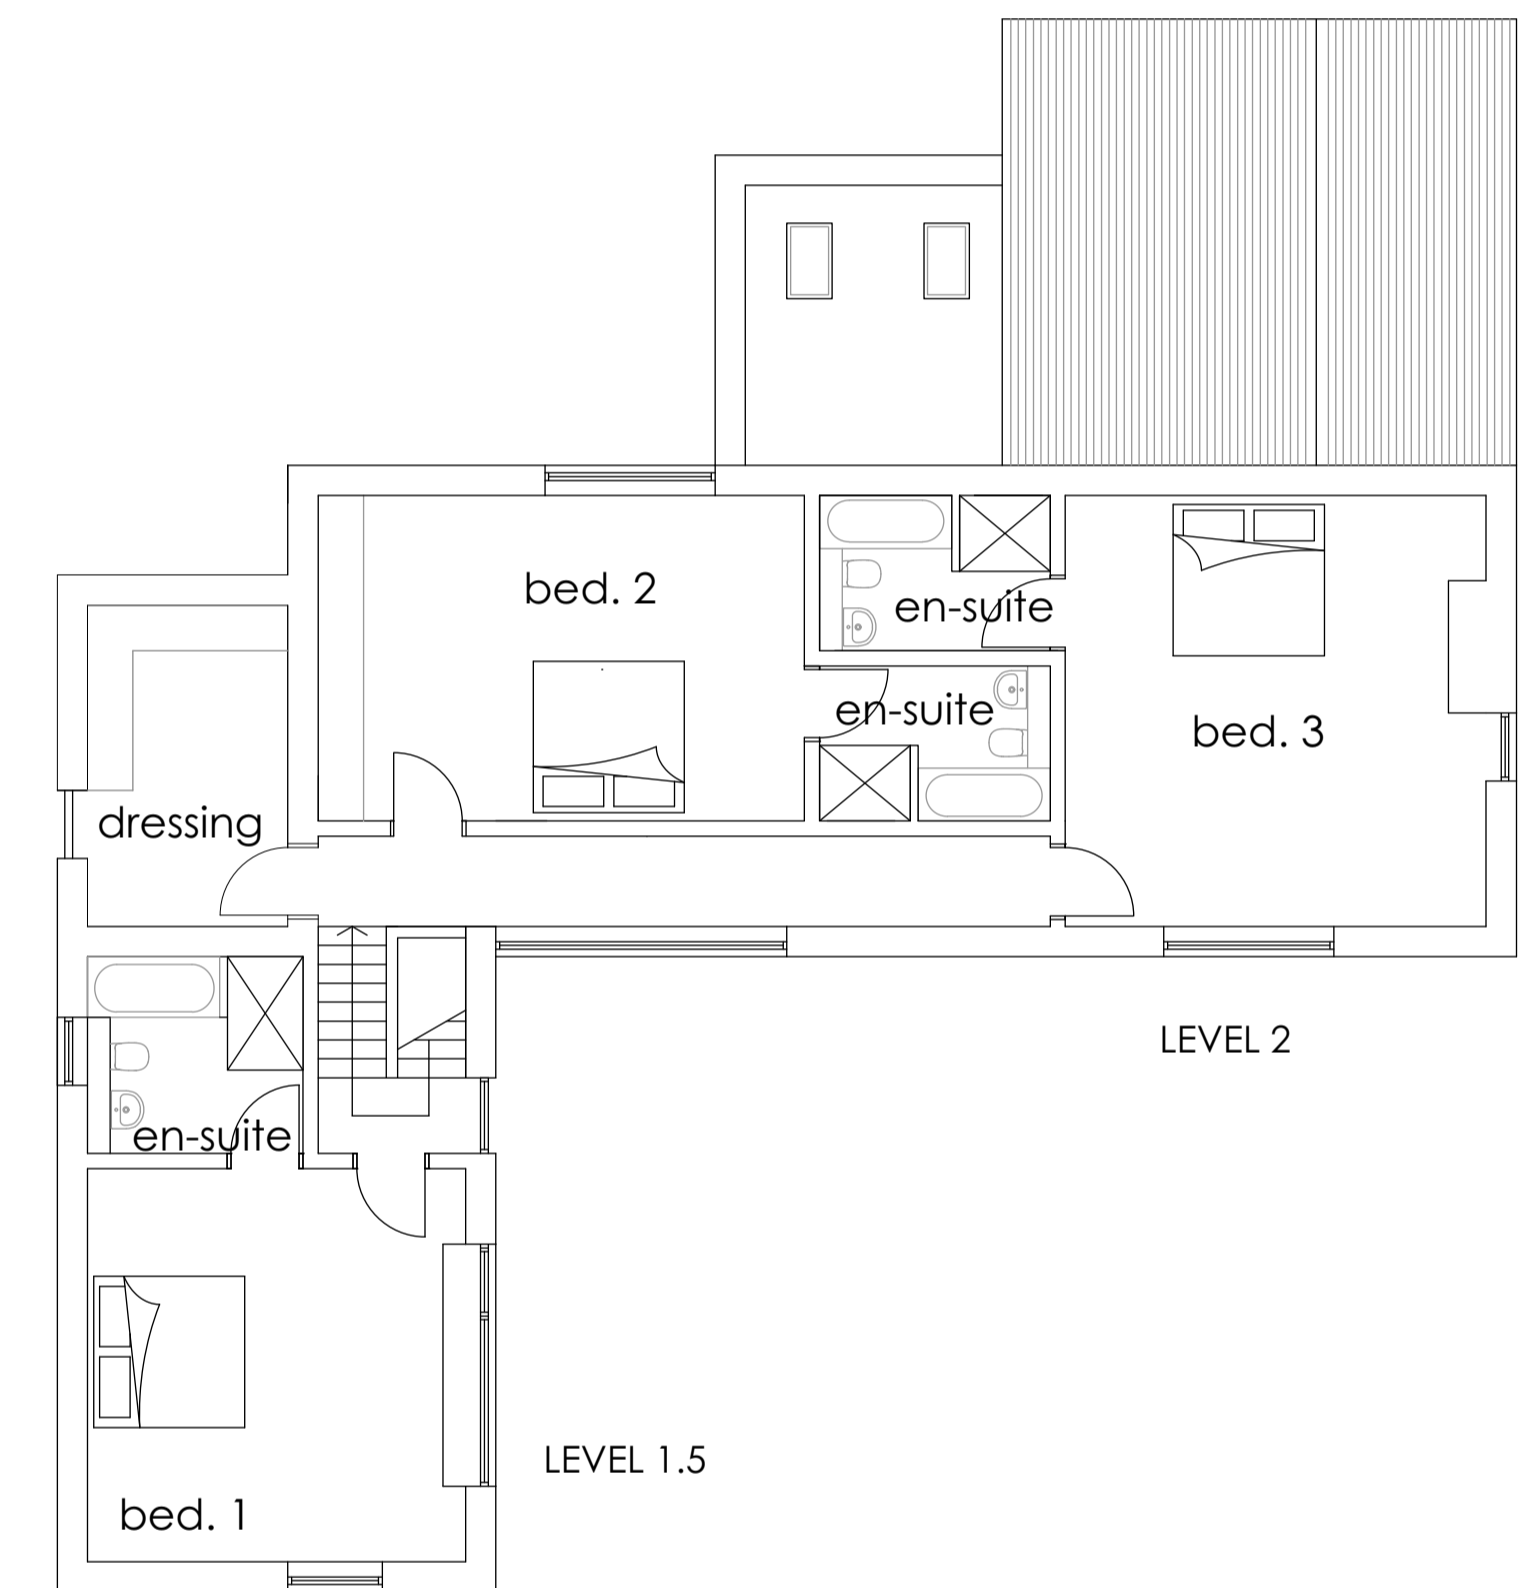 bed. 2
en-suite
en-suite
bed. 3
dressing
LEVEL 2
en-suite
LEVEL 1.5
bed. 1